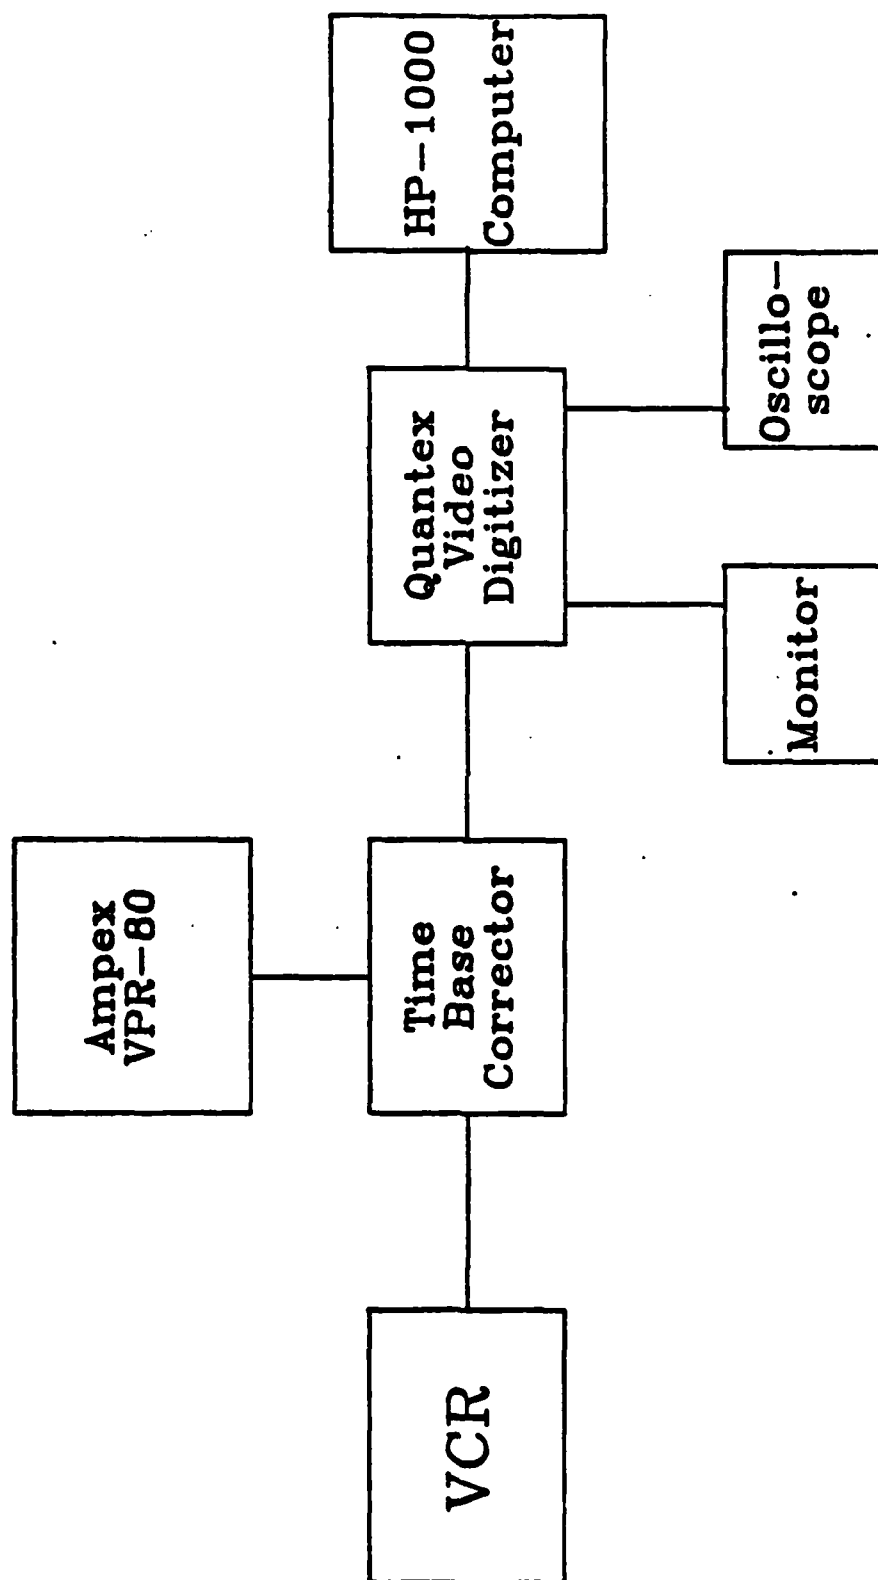 Ampex
VPR-80
VCR
Time
Base
Corrector
Quantex
Video
Digitizer
HP-1000
Computer
Monitor
Oscillo-
scope